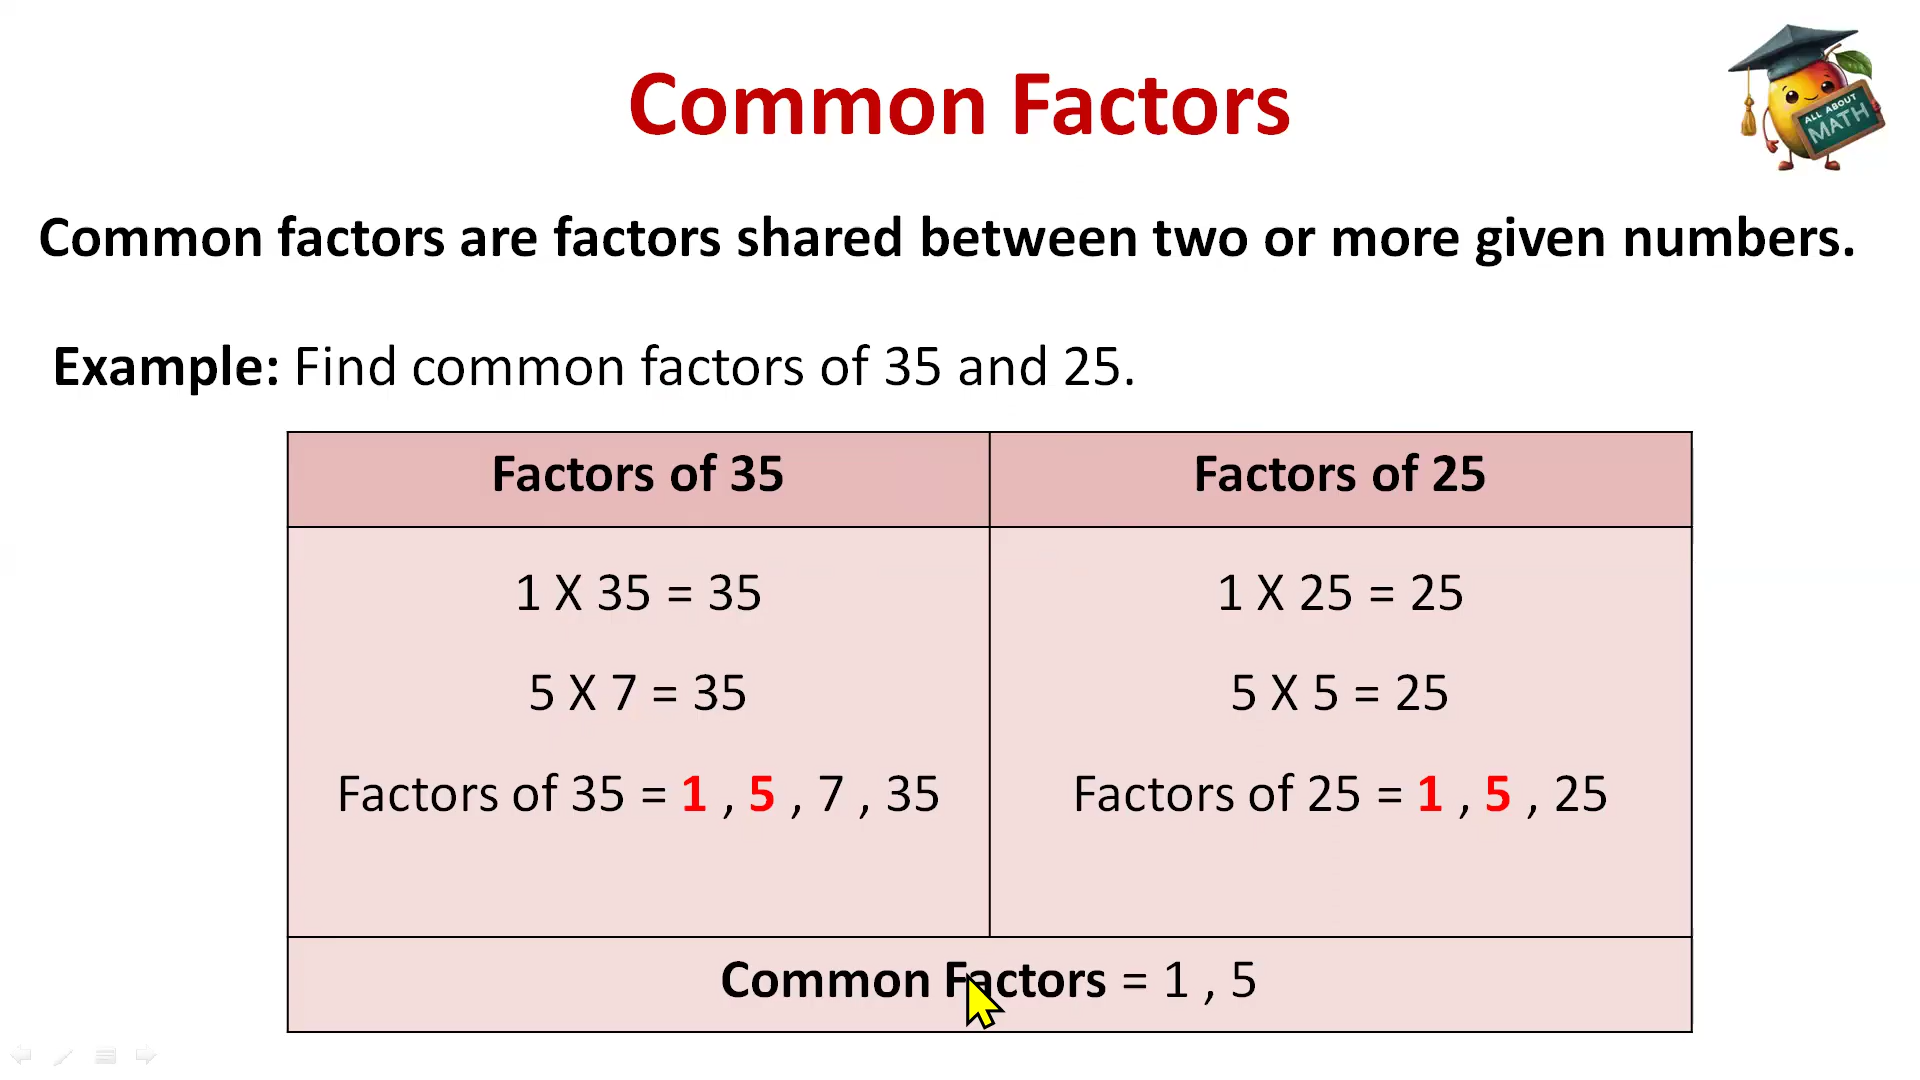 Common Factors
ALL ABOUT
MATH
Common factors are factors shared between two or more given numbers.
Example: Find common factors of 35 and 25.
Factors of 35
Factors of 25
1 X 35 = 35
1 X 25 = 25
5 X 7 = 35
5 X 5 = 25
Factors of 35 = 1 , 5 , 7 , 35
Factors of 25 = 1 , 5 , 25
Common Factors = 1 , 5